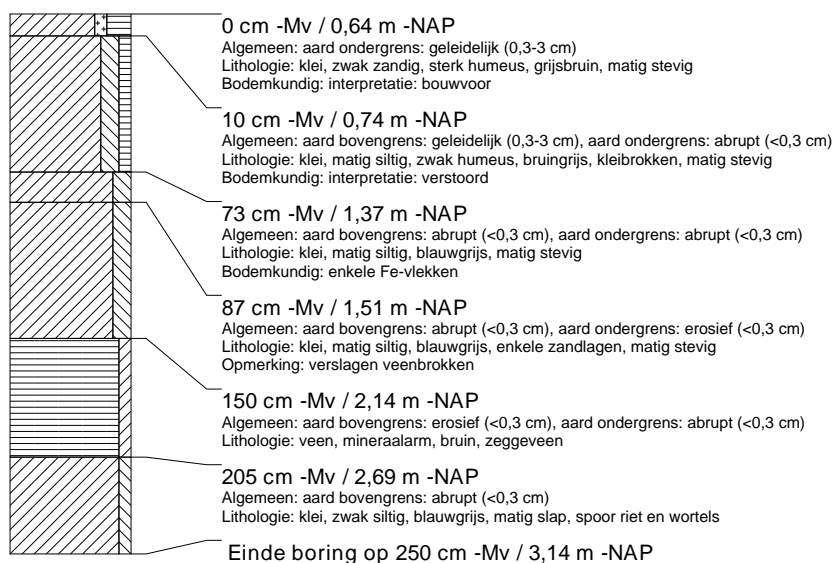 0 cm -Mv / 0,64 m -NAP
Algemeen: aard ondergrens: geleidelijk (0,3-3 cm)
Lithologie: klei, zwak zandig, sterk humeus, grijsbruin, matig stevig
Bodemkundig: interpretatie: bouwvoor
10 cm -Mv / 0,74 m -NAP
Algemeen: aard bovengrens: geleidelijk (0,3-3 cm), aard ondergrens: abrupt (<0,3 cm)
Lithologie: klei, matig siltig, zwak humeus, bruingrijs, kleibrokken, matig stevig
Bodemkundig: interpretatie: verstoord
73 cm -Mv / 1,37 m -NAP
Algemeen: aard bovengrens: abrupt (<0,3 cm), aard ondergrens: abrupt (<0,3 cm)
Lithologie: klei, matig siltig, blauwgrijs, matig stevig
Bodemkundig: enkele Fe-vlekken
87 cm -Mv / 1,51 m -NAP
Algemeen: aard bovengrens: abrupt (<0,3 cm), aard ondergrens: erosief (<0,3 cm)
Lithologie: klei, matig siltig, blauwgrijs, enkele zandlagen, matig stevig
Opmerking: verslagen veenbrokken
150 cm -Mv / 2,14 m -NAP
Algemeen: aard bovengrens: erosief (<0,3 cm), aard ondergrens: abrupt (<0,3 cm)
Lithologie: veen, mineraalarm, bruin, zeggeveen
205 cm -Mv / 2,69 m -NAP
Algemeen: aard bovengrens: abrupt (<0,3 cm)
Lithologie: klei, zwak siltig, blauwgrijs, matig slap, spoor riet en wortels
Einde boring op 250 cm -Mv / 3,14 m -NAP